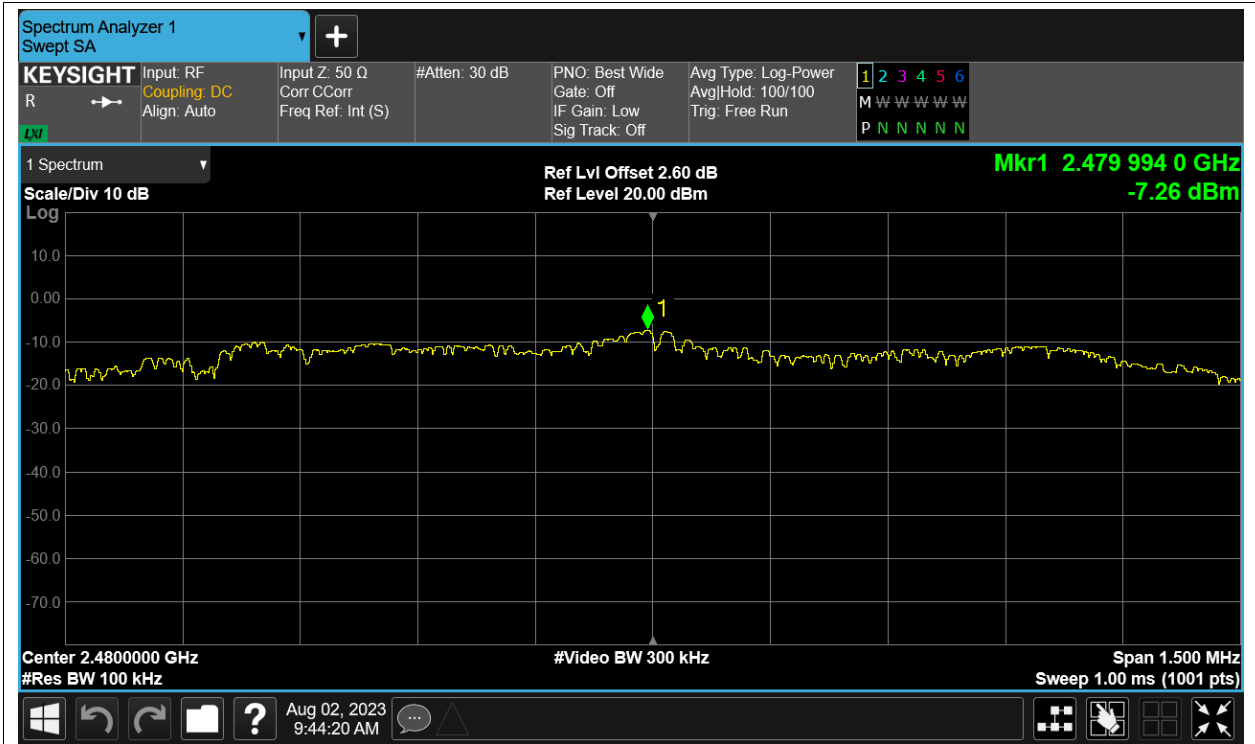 Spectrum Analyzer 1
Swept SA
KEYSIGHT
R
LXI
Input: RF
Coupling: DC
Align: Auto
Input Z: 50 Ω
Corr CCorr
Freq Ref: Int (S)
#Atten: 30 dB
PNO: Best Wide
Gate: Off
IF Gain: Low
Sig Track: Off
Avg Type: Log-Power
Avg|Hold: 100/100
Trig: Free Run
1 2 3 4 5 6
M W W W W W
P N N N N N
1 Spectrum
Scale/Div 10 dB
Ref Lvl Offset 2.60 dB
Ref Level 20.00 dBm
Mkr1 2.479 994 0 GHz
-7.26 dBm
Log
10.0
0.00
1
-10.0
-20.0
-30.0
-40.0
-50.0
-60.0
-70.0
Center 2.4800000 GHz
#Video BW 300 kHz
Span 1.500 MHz
#Res BW 100 kHz
Sweep 1.00 ms (1001 pts)
?
Aug 02, 2023
9:44:20 AM